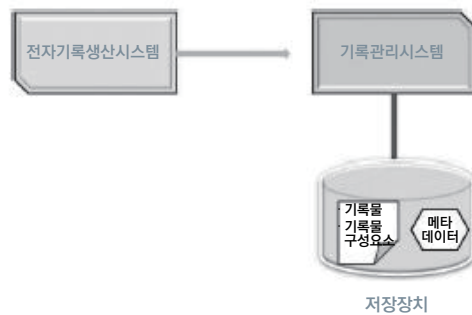 전자기록생산시스템
기록관리시스템
· 기록물
· 기록물
구성요소
메타
데이터
저장장치